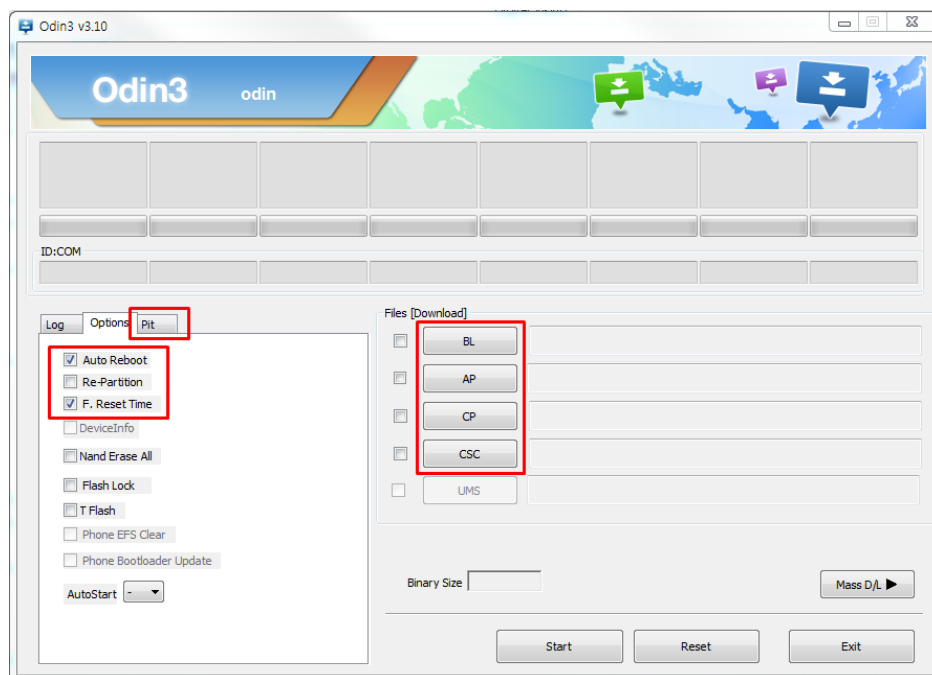 Odin3 v3.10
Odin3 odin
ID:COM
Log Options Pit
Auto Reboot
Re-Partition
F. Reset Time
DeviceInfo
Nand Erase All
Flash Lock
T Flash
Phone EFS Clear
Phone Bootloader Update
AutoStart -
Files [Download]
BL
AP
CP
CSC
UMS
Binary Size
Mass D/L
Start Reset Exit